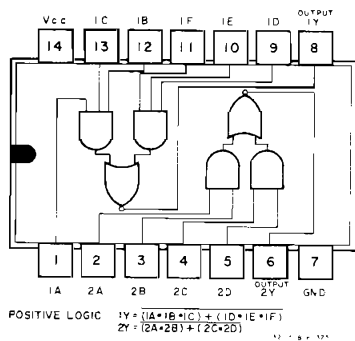 OUTPUT
Vcc 1C 1B 1F 1E 1D 1Y
14 13 12 11 10 9 8
1 2 3 4 5 6 7
OUTPUT
1A 2A 2B 2C 2D 2Y GND
POSITIVE LOGIC 1Y = (1A•1B•1C) + (1D•1E•1F)
2Y = (2A•2B) + (2C•2D)